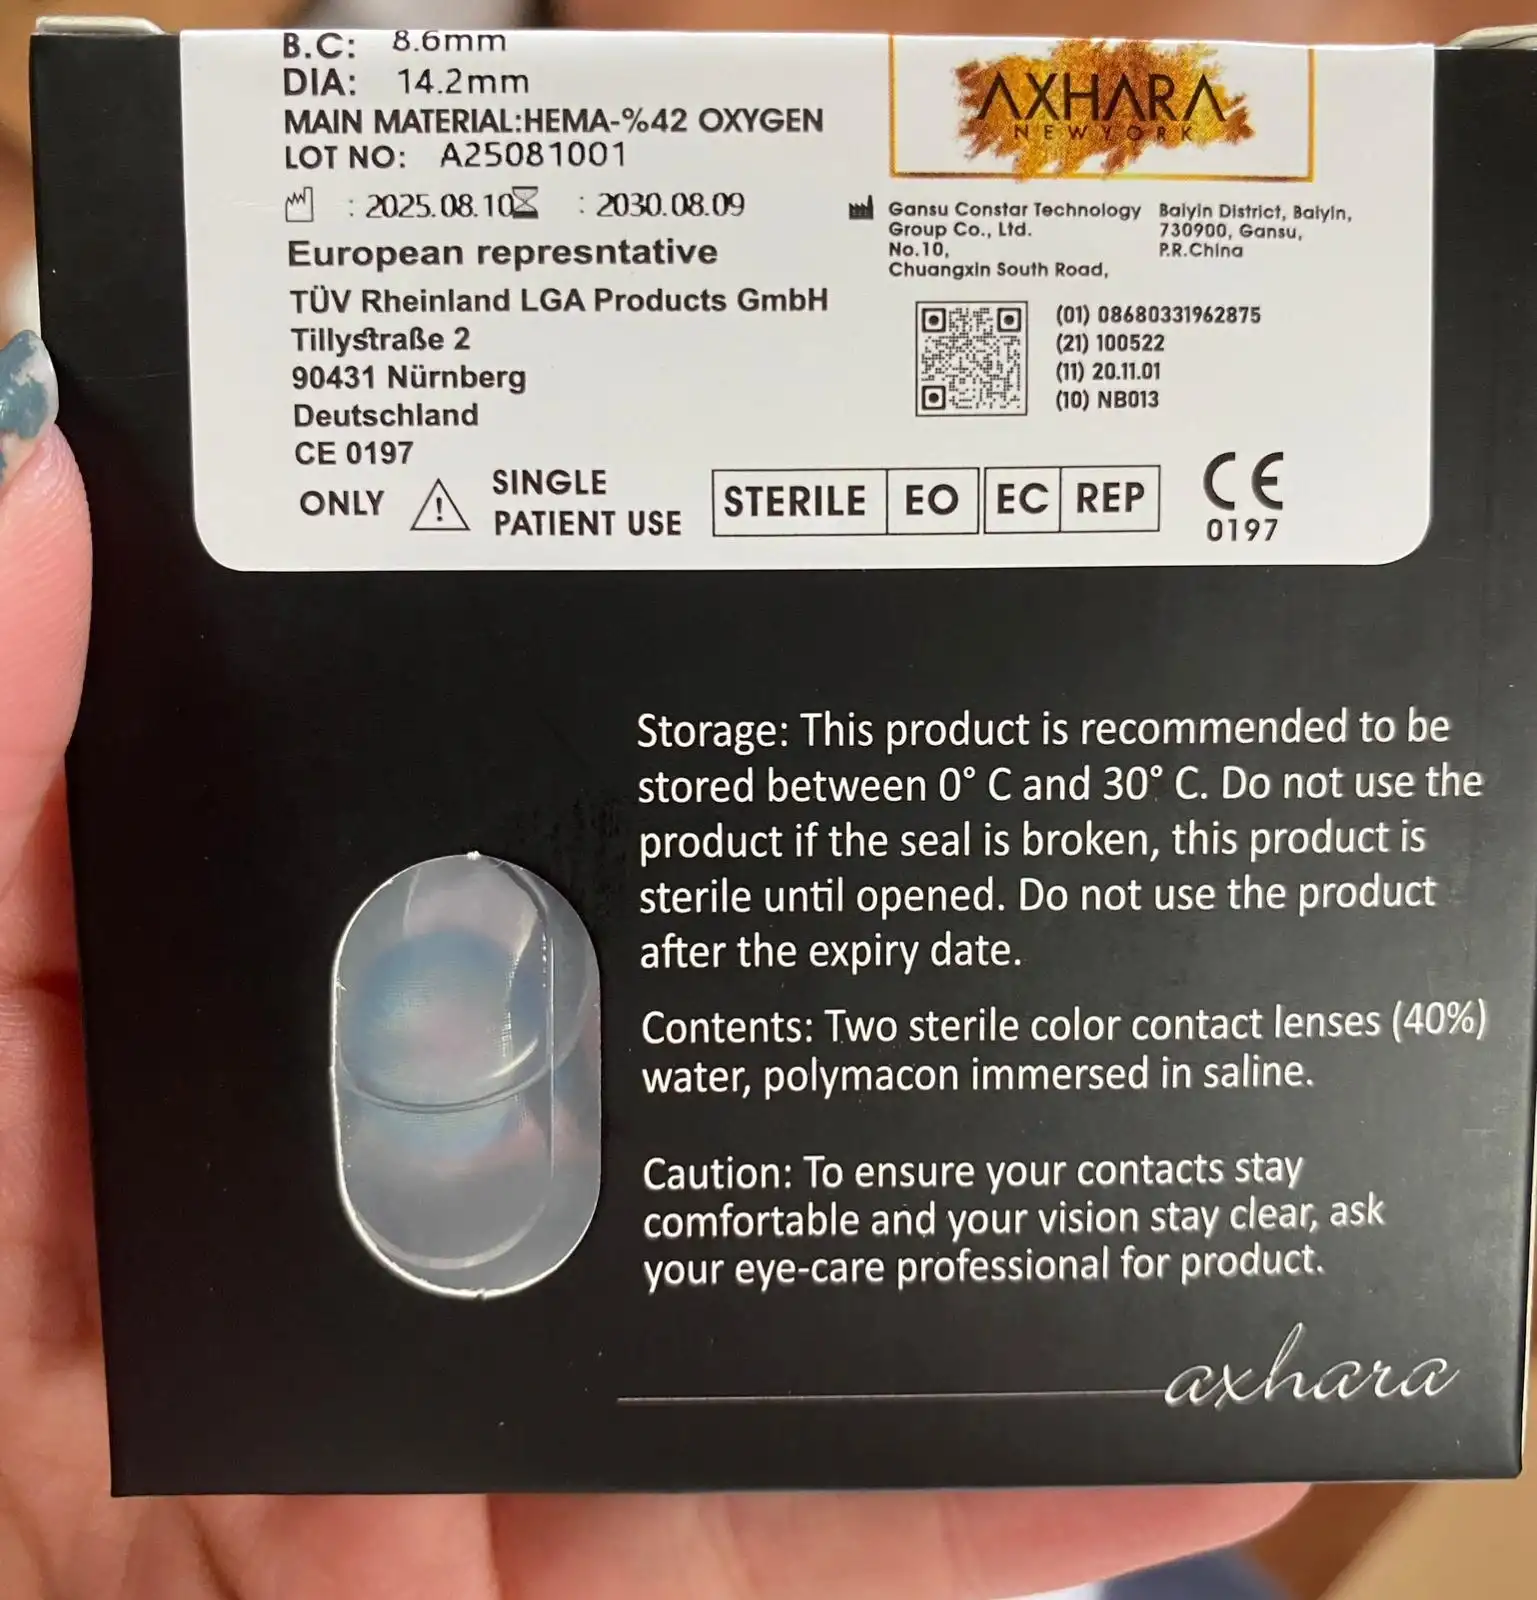 B.C: 8.6mm
DIA: 14.2mm
MAIN MATERIAL:HEMA-%42 OXYGEN
LOT NO: A25081001
: 2025.08.10 : 2030.08.09
European represntative
TÜV Rheinland LGA Products GmbH
Tillystraße 2
90431 Nürnberg
Deutschland
CE 0197
ONLY
!
SINGLE
PATIENT USE
AXHARA
NEWYORK
Gansu Constar Technology
Group Co., Ltd.
No.10,
Chuangxin South Road,
Baiyin District, Baiyin,
730900, Gansu,
P.R.China
(01) 08680331962875
(21) 100522
(11) 20.11.01
(10) NB013
STERILE EO EC REP
CE
0197
Storage: This product is recommended to be
stored between 0° C and 30° C. Do not use the
product if the seal is broken, this product is
sterile until opened. Do not use the product
after the expiry date.
Contents: Two sterile color contact lenses (40%)
water, polymacon immersed in saline.
Caution: To ensure your contacts stay
comfortable and your vision stay clear, ask
your eye-care professional for product.
axhara